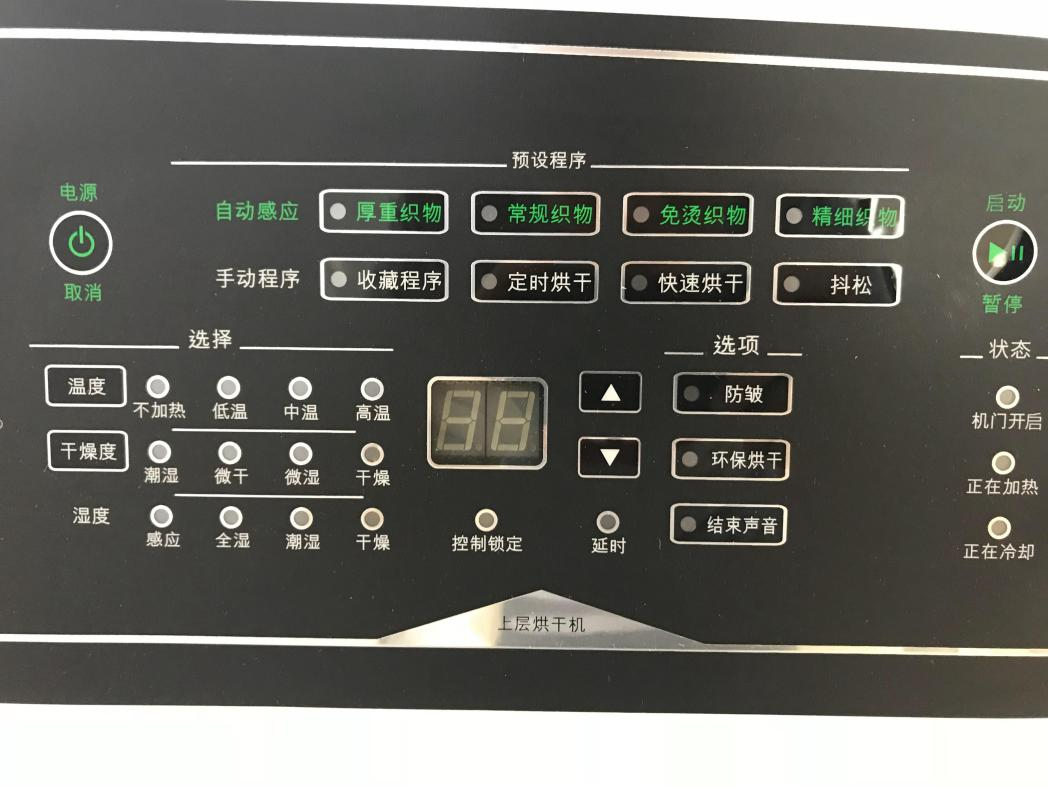 预设程序
电源
取消
自动感应 厚重织物 常规织物 免烫织物 精细织物
手动程序 收藏程序 定时烘干 快速烘干 抖松
启动
暂停
选择
温度 不加热 低温 中温 高温
干燥度 潮湿 微干 微湿 干燥
湿度 感应 全湿 潮湿 干燥
控制锁定
延时
选项
防皱
环保烘干
结束声音
状态
机门开启
正在加热
正在冷却
上层烘干机